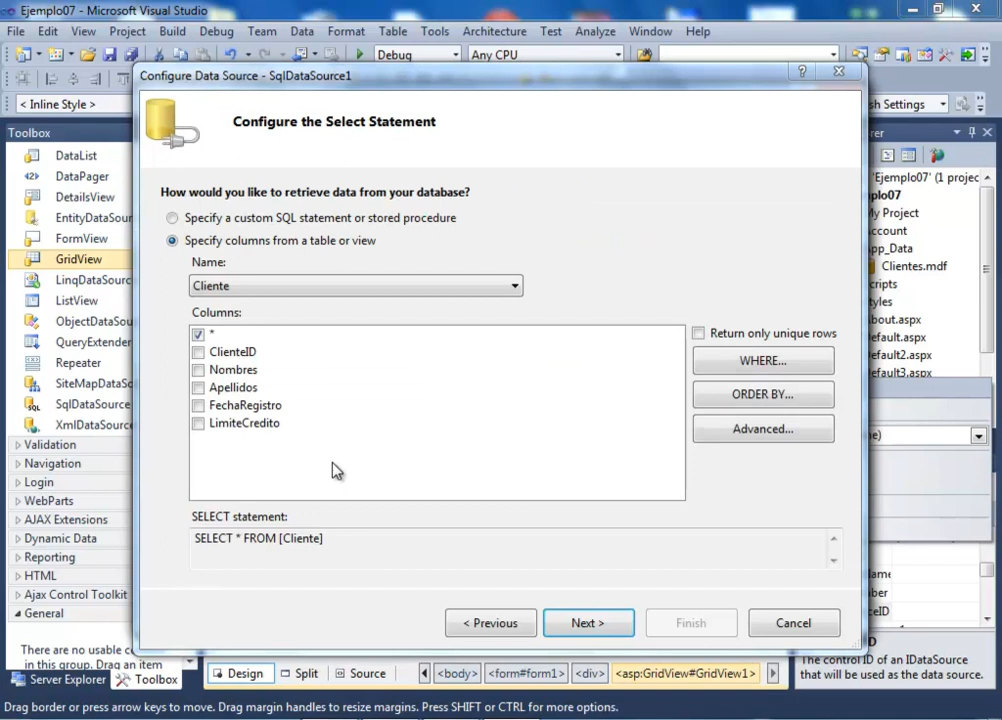 Ejemplo07 - Microsoft Visual Studio
File Edit View Project Build Debug Team Data Format Table Tools Architecture Test Analyze Window Help
Debug Any CPU
< Inline Style > sh Settings
Toolbox
DataList
DataPager
DetailsView
EntityDataSour
FormView
GridView
LinqDataSourc
ListView
ObjectDataSou
QueryExtender
Repeater
SiteMapDataS
SqlDataSource
XmlDataSource
Validation
Navigation
Login
WebParts
AJAX Extensions
Dynamic Data
Reporting
HTML
Ajax Control Toolkit
General
There are no usable c
in this group. Drag an item
Server Explorer Toolbox
Configure Data Source - SqlDataSource1
Configure the Select Statement
How would you like to retrieve data from your database?
Specify a custom SQL statement or stored procedure
Specify columns from a table or view
Name:
Cliente
Columns:
*
ClienteID
Nombres
Apellidos
FechaRegistro
LimiteCredito
Return only unique rows
WHERE...
ORDER BY...
Advanced...
SELECT statement:
SELECT * FROM [Cliente]
< Previous Next > Finish Cancel
rer
'Ejemplo07' (1 projec
plo07
My Project
Account
App_Data
Clientes.mdf
cripts
tyles
bout.aspx
efault.aspx
efault2.aspx
efault3.aspx
e)
ame
ber
eID
D
The control ID of an IDataSource
that will be used as the data source.
Design Split Source <body> <form#form1> <div> <asp:GridView#GridView1>
Drag border or press arrow keys to move. Drag margin handles to resize margins. Press SHIFT or CTRL for more options.